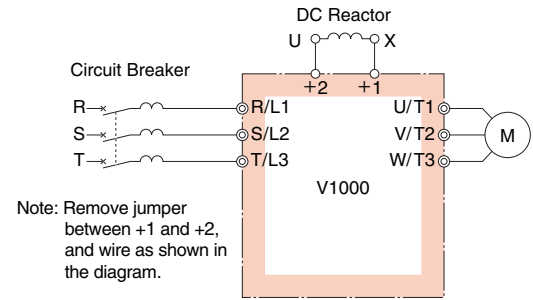 DC Reactor
U X
Circuit Breaker
+2 +1
R R/L1 U/T1
S S/L2 V/T2 M
T T/L3 W/T3
V1000
Note: Remove jumper
between +1 and +2,
and wire as shown in
the diagram.